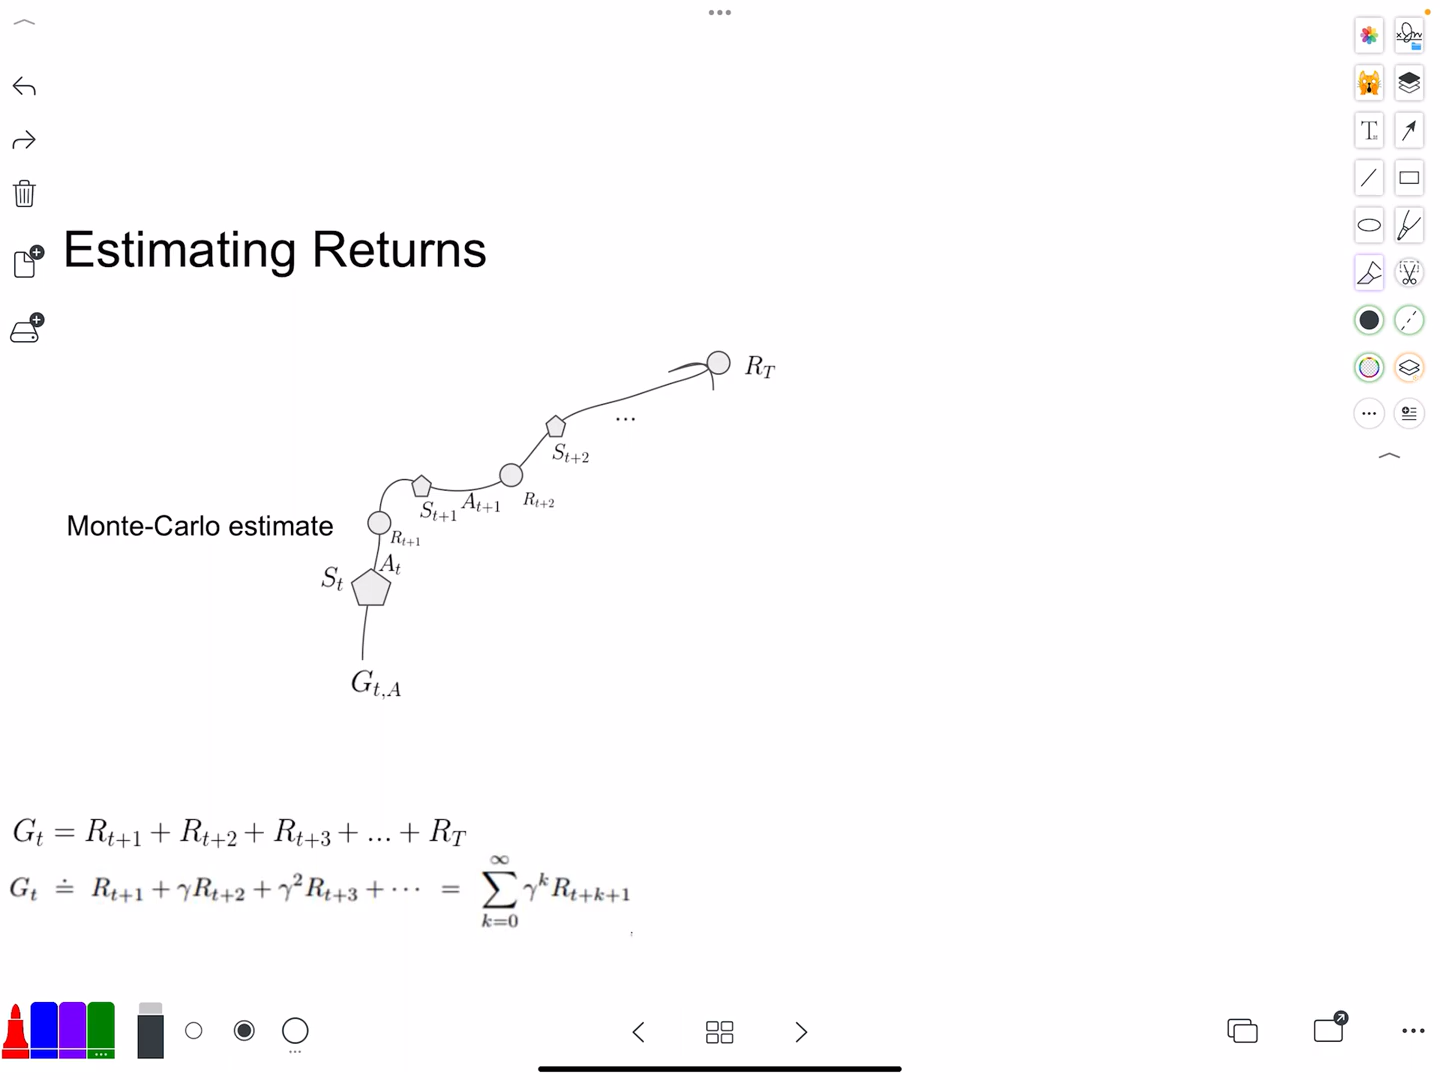 Estimating Returns
R_T
...
S_{t+2}
S_{t+1} A_{t+1} R_{t+2}
Monte-Carlo estimate
R_{t+1}
A_t
S_t
G_{t,A}
G_t = R_{t+1} + R_{t+2} + R_{t+3} + ... + R_T
G_t ≐ R_{t+1} + γR_{t+2} + γ^2 R_{t+3} + ⋯ = ∑_{k=0}^{∞} γ^k R_{t+k+1}